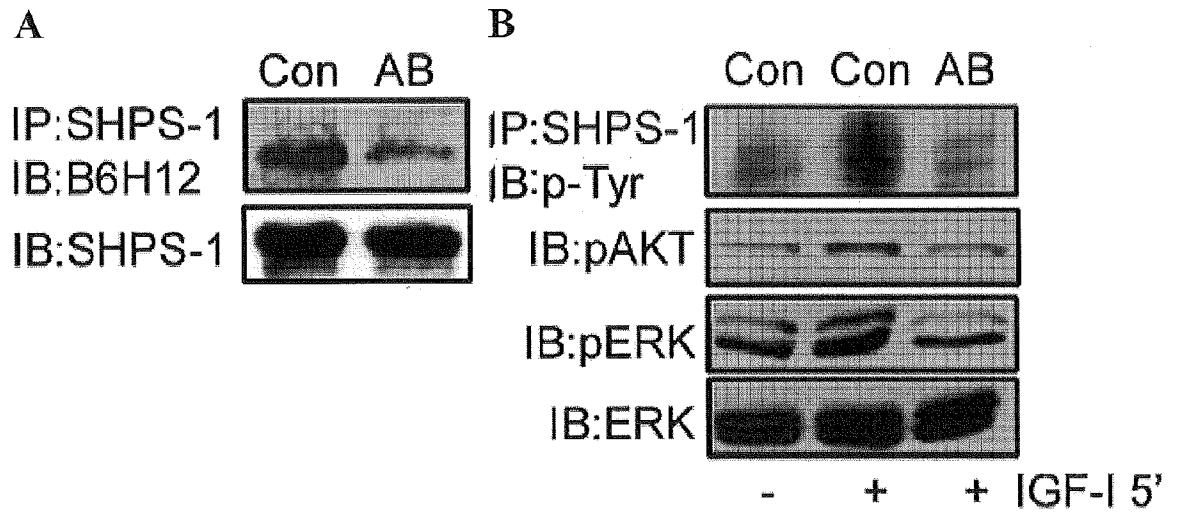 A
Con AB
IP:SHPS-1
IB:B6H12
IB:SHPS-1
B
Con Con AB
IP:SHPS-1
IB:p-Tyr
IB:pAKT
IB:pERK
IB:ERK
- + + IGF-I 5'